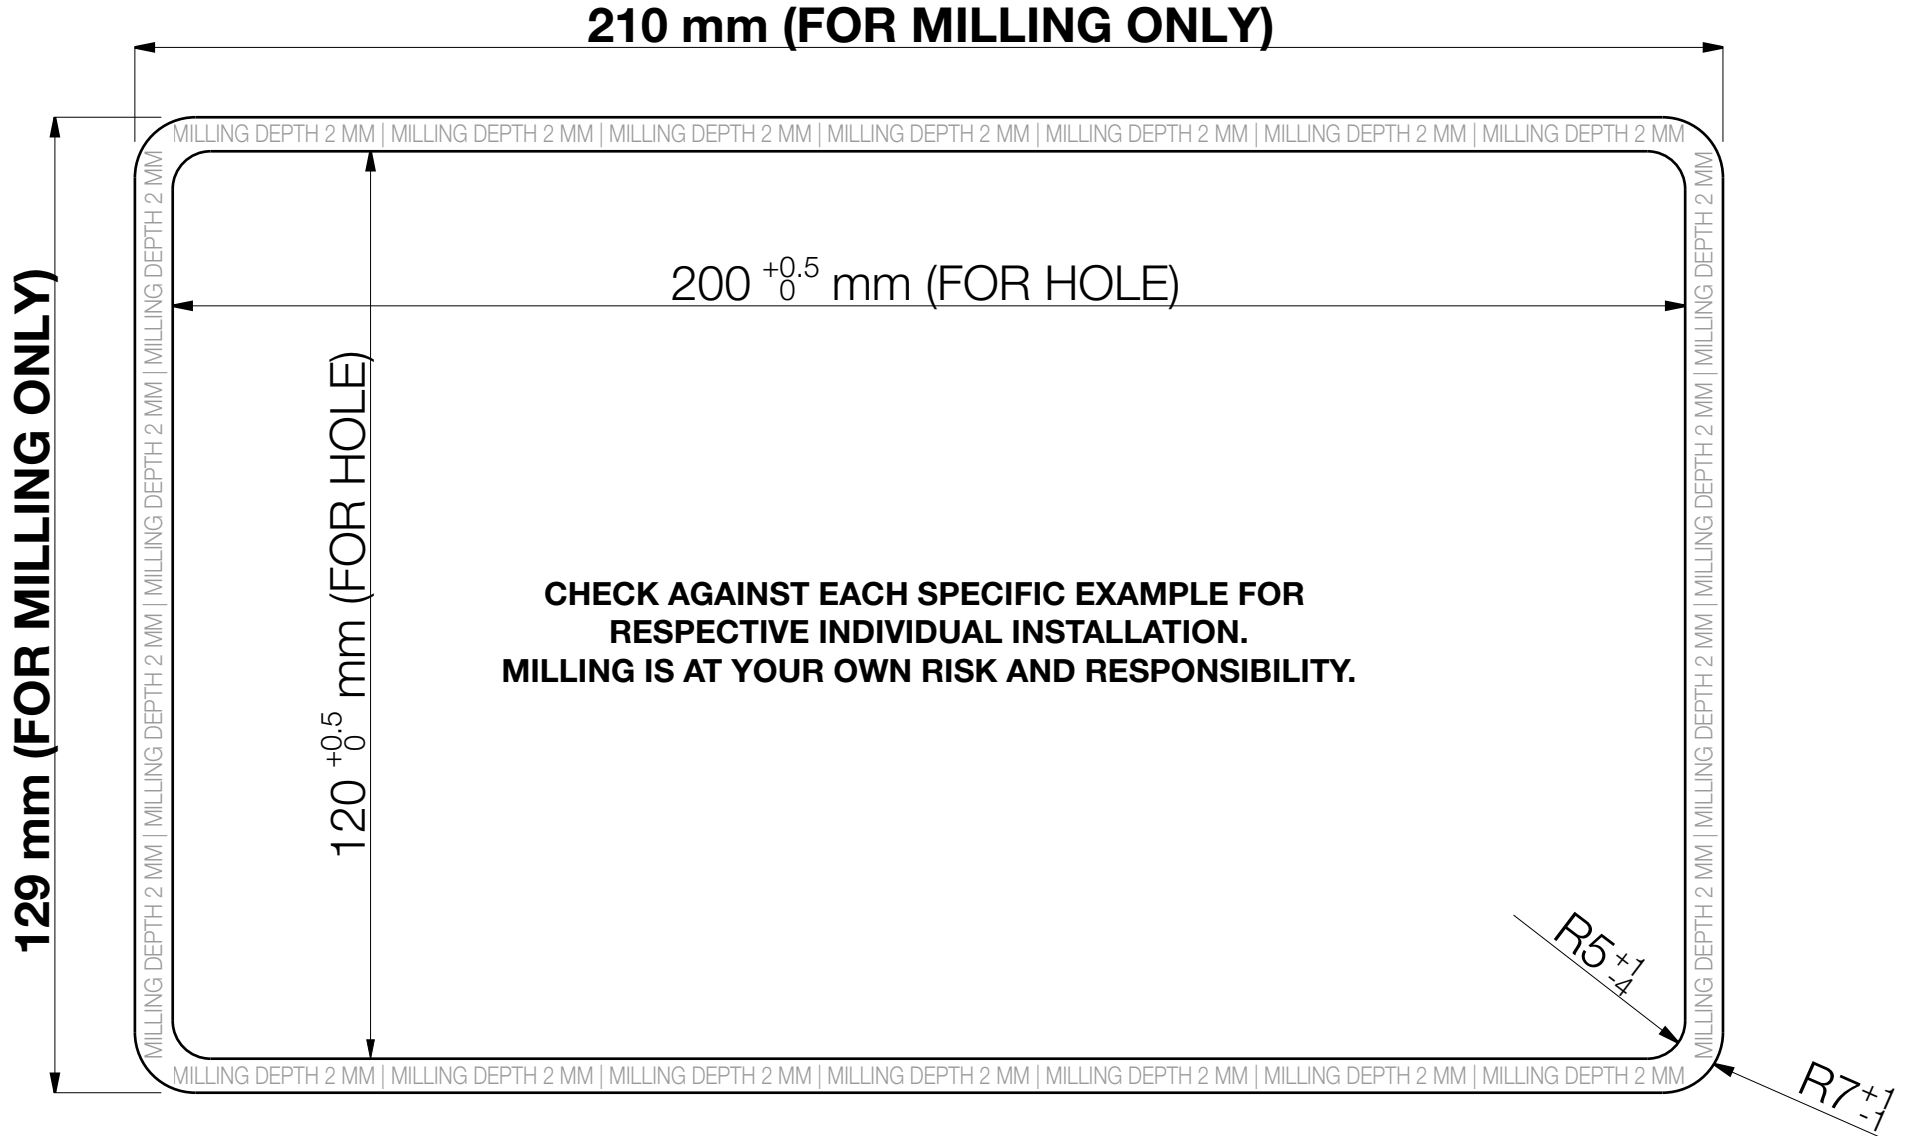 210 mm (FOR MILLING ONLY)
MILLING DEPTH 2 MM | MILLING DEPTH 2 MM | MILLING DEPTH 2 MM | MILLING DEPTH 2 MM | MILLING DEPTH 2 MM | MILLING DEPTH 2 MM | MILLING DEPTH 2 MM
129 mm (FOR MILLING ONLY)
MILLING DEPTH 2 MM | MILLING DEPTH 2 MM | MILLING DEPTH 2 MM | MILLING DEPTH 2 MM
200 +0.5 0 mm (FOR HOLE)
120 +0.5 0 mm (FOR HOLE)
CHECK AGAINST EACH SPECIFIC EXAMPLE FOR
RESPECTIVE INDIVIDUAL INSTALLATION.
MILLING IS AT YOUR OWN RISK AND RESPONSIBILITY.
MILLING DEPTH 2 MM | MILLING DEPTH 2 MM | MILLING DEPTH 2 MM | MILLING DEPTH 2 MM
R5 +1 -4
MILLING DEPTH 2 MM | MILLING DEPTH 2 MM | MILLING DEPTH 2 MM | MILLING DEPTH 2 MM | MILLING DEPTH 2 MM | MILLING DEPTH 2 MM | MILLING DEPTH 2 MM
R7 +1 -1